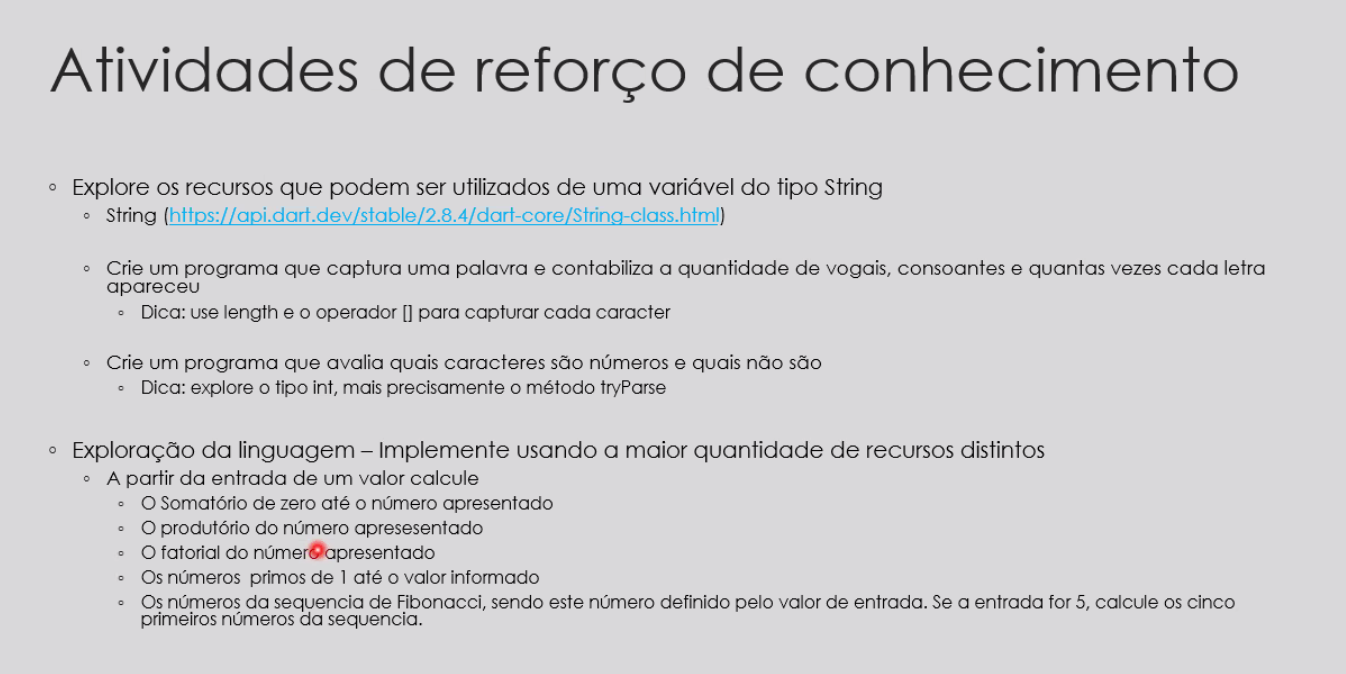 Atividades de reforço de conhecimento
Explore os recursos que podem ser utilizados de uma variável do tipo String
String (https://api.dart.dev/stable/2.8.4/dart-core/String-class.html)
Crie um programa que captura uma palavra e contabiliza a quantidade de vogais, consoantes e quantas vezes cada letra
apareceu
Dica: use length e o operador [] para capturar cada caracter
Crie um programa que avalia quais caracteres são números e quais não são
Dica: explore o tipo int, mais precisamente o método tryParse
Exploração da linguagem – Implemente usando a maior quantidade de recursos distintos
A partir da entrada de um valor calcule
O Somatório de zero até o número apresentado
O produtório do número apresesentado
O fatorial do número apresentado
Os números  primos de 1 até o valor informado
Os números da sequencia de Fibonacci, sendo este número definido pelo valor de entrada. Se a entrada for 5, calcule os cinco
primeiros números da sequencia.